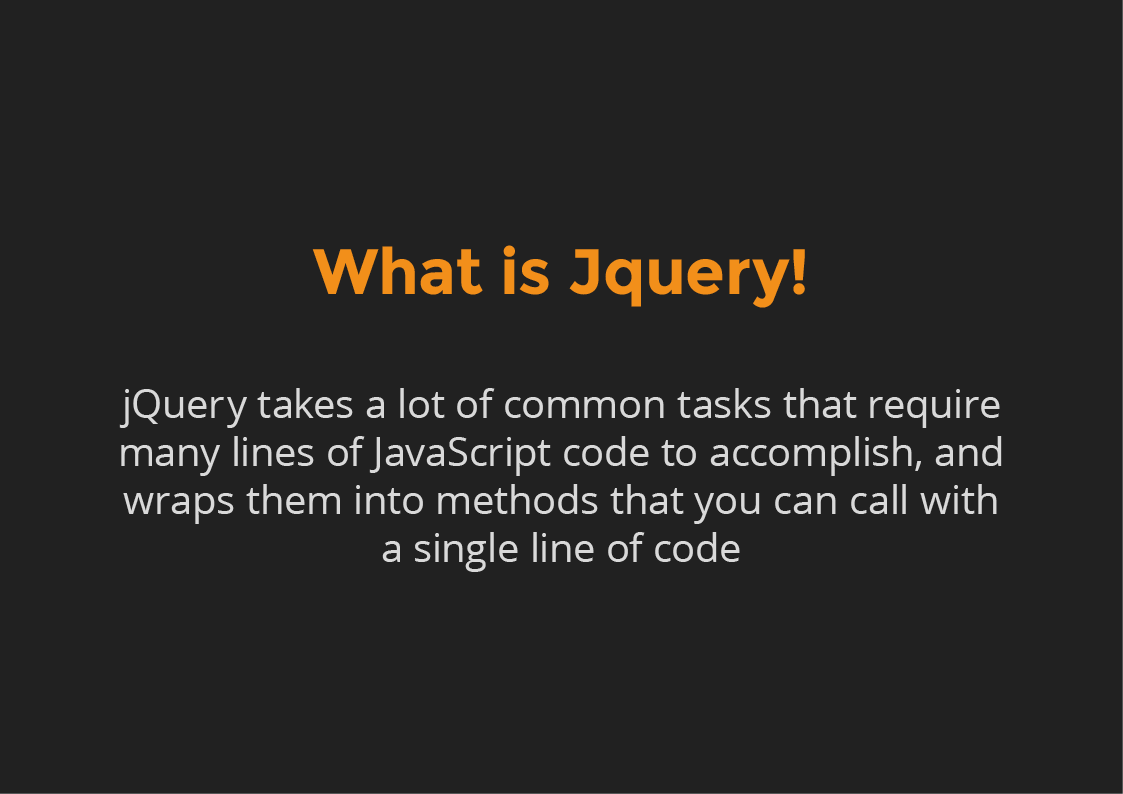 What is Jquery!
jQuery takes a lot of common tasks that require
many lines of JavaScript code to accomplish, and
wraps them into methods that you can call with
a single line of code